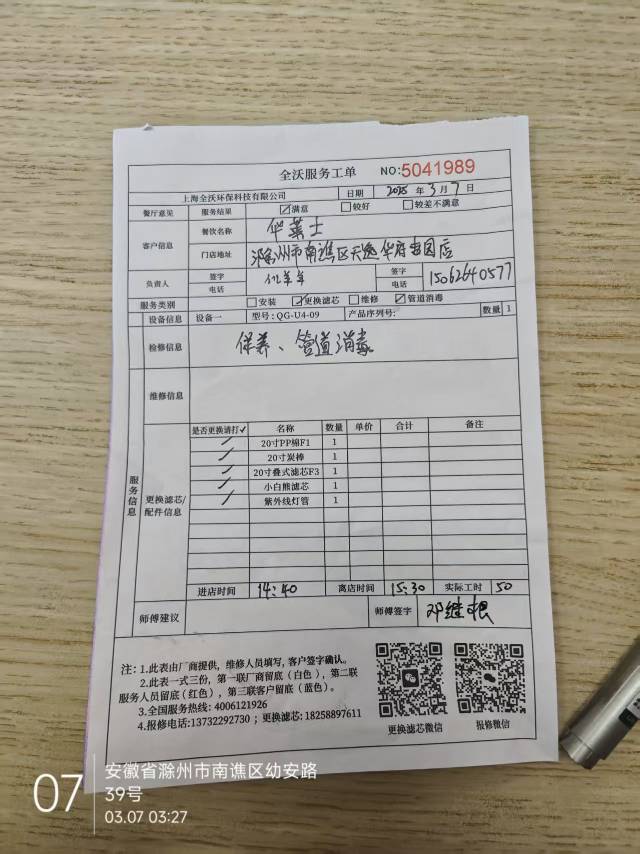 全沃服务工单 NO:5041989
上海全沃环保科技有限公司 日期 2025 年 3 月 7 日
餐厅意见 服务结果 ☑满意 □较好 □较差不满意
客户信息 餐饮名称 华莱士
门店地址 滁州市南谯区天逸华府店
负责人 签字 电话 签字 电话 15062640577
服务类别 □安装 ☑更换滤芯 □维修 ☑管道消毒
设备信息 设备一 型号:QG-U4-09 产品序列号: 数量 1
检修信息 保养、管道消毒
服务信息
维修信息
更换滤芯/配件信息
是否更换请打✓ 名称 数量 单价 合计 备注
✓ 20寸PP棉F1 1
✓ 20寸炭棒 1
✓ 20寸叠式滤芯F3 1
✓ 小白熊滤芯 1
✓ 紫外线灯管 1
进店时间 14:40 离店时间 15:30 实际工时 50
师傅建议 师傅签字 邓继根
注:1.此表由厂商提供,维修人员填写,客户签字确认。
2.此表一式三份,第一联厂商留底(白色),第二联
服务人员留底(红色),第三联客户留底(蓝色)。
3.全国服务热线:4006121926
4.报修电话:13732292730;更换滤芯:18258897611
更换滤芯微信 报修微信
07
安徽省滁州市南谯区幼安路
39号
03.07 03:27